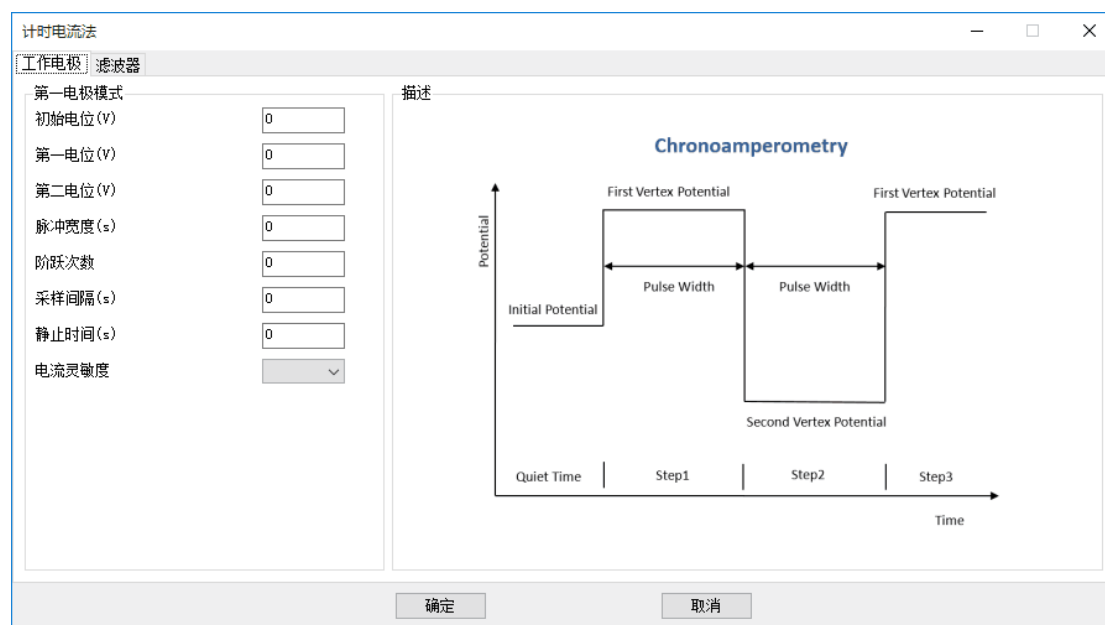 计时电流法
工作电极 滤波器
第一电极模式
初始电位(V) 0
第一电位(V) 0
第二电位(V) 0
脉冲宽度(s) 0
阶跃次数 0
采样间隔(s) 0
静止时间(s) 0
电流灵敏度
描述
Chronoamperometry
First Vertex Potential First Vertex Potential
Potential
Pulse Width Pulse Width
Initial Potential
Second Vertex Potential
Quiet Time Step1 Step2 Step3
Time
确定 取消